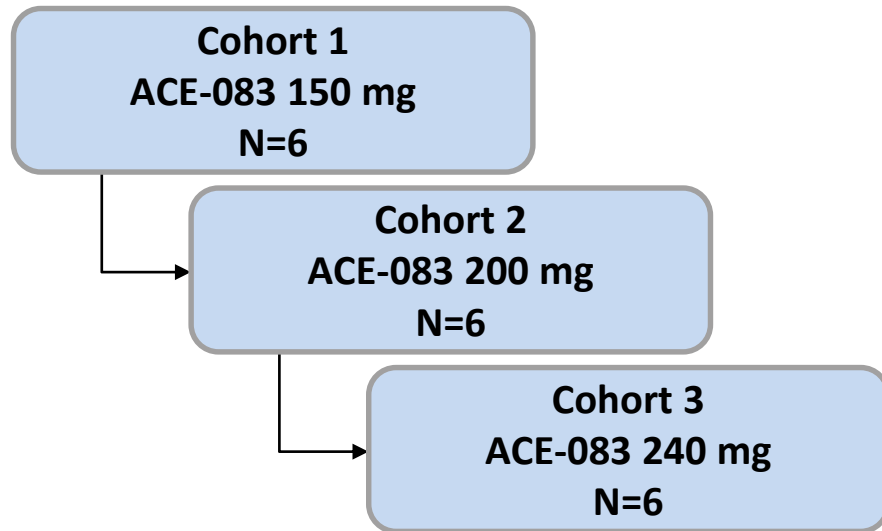 Cohort 1
ACE-083 150 mg
N=6
Cohort 2
ACE-083 200 mg
N=6
Cohort 3
ACE-083 240 mg
N=6